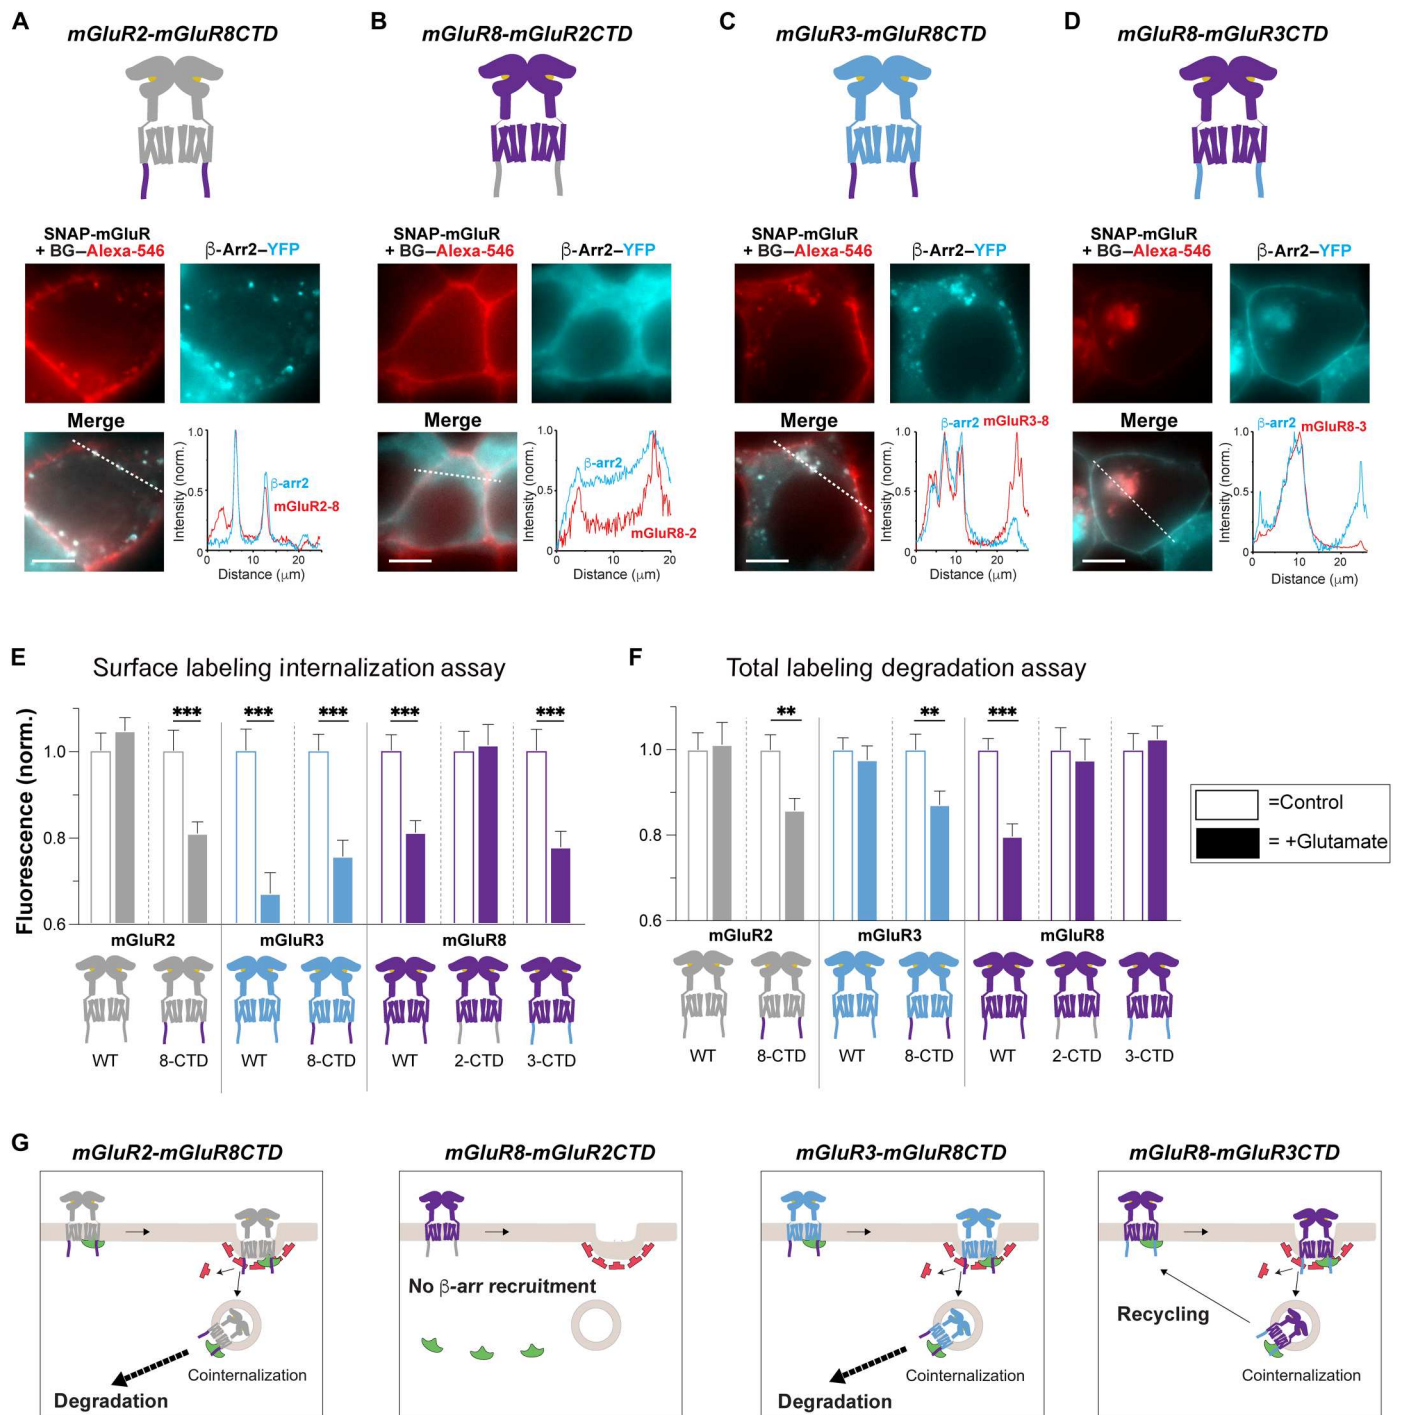 A
mGluR2-mGluR8CTD
B
mGluR8-mGluR2CTD
C
mGluR3-mGluR8CTD
D
mGluR8-mGluR3CTD
SNAP-mGluR
+ BG–Alexa-546
β-Arr2–YFP
SNAP-mGluR
+ BG–Alexa-546
β-Arr2–YFP
SNAP-mGluR
+ BG–Alexa-546
β-Arr2–YFP
SNAP-mGluR
+ BG–Alexa-546
β-Arr2–YFP
Merge
Intensity (norm.)
1.0
0.5
0
0
10
20
Distance (μm)
β-arr2
mGluR2-8
Merge
Intensity (norm.)
1.0
0.5
0
0
10
20
Distance (μm)
β-arr2
mGluR8-2
Merge
Intensity (norm.)
1.0
0.5
0
0
10
20
Distance (μm)
β-arr2
mGluR3-8
Merge
Intensity (norm.)
1.0
0.5
0
0
10
20
Distance (μm)
β-arr2
mGluR8-3
E
Surface labeling internalization assay
Fluorescence (norm.)
1.0
0.8
0.6
***
***
***
***
***
mGluR2
mGluR3
mGluR8
WT
8-CTD
WT
8-CTD
WT
2-CTD
3-CTD
F
Total labeling degradation assay
1.0
0.8
0.6
**
**
***
mGluR2
mGluR3
mGluR8
WT
8-CTD
WT
8-CTD
WT
2-CTD
3-CTD
=Control
= +Glutamate
G
mGluR2-mGluR8CTD
Cointernalization
Degradation
mGluR8-mGluR2CTD
No β-arr recruitment
mGluR3-mGluR8CTD
Cointernalization
Degradation
mGluR8-mGluR3CTD
Recycling
Cointernalization